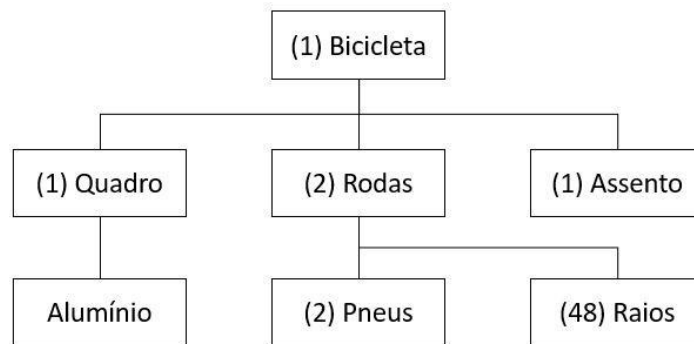 (1) Bicicleta
(1) Quadro
(2) Rodas
(1) Assento
Alumínio
(2) Pneus
(48) Raios